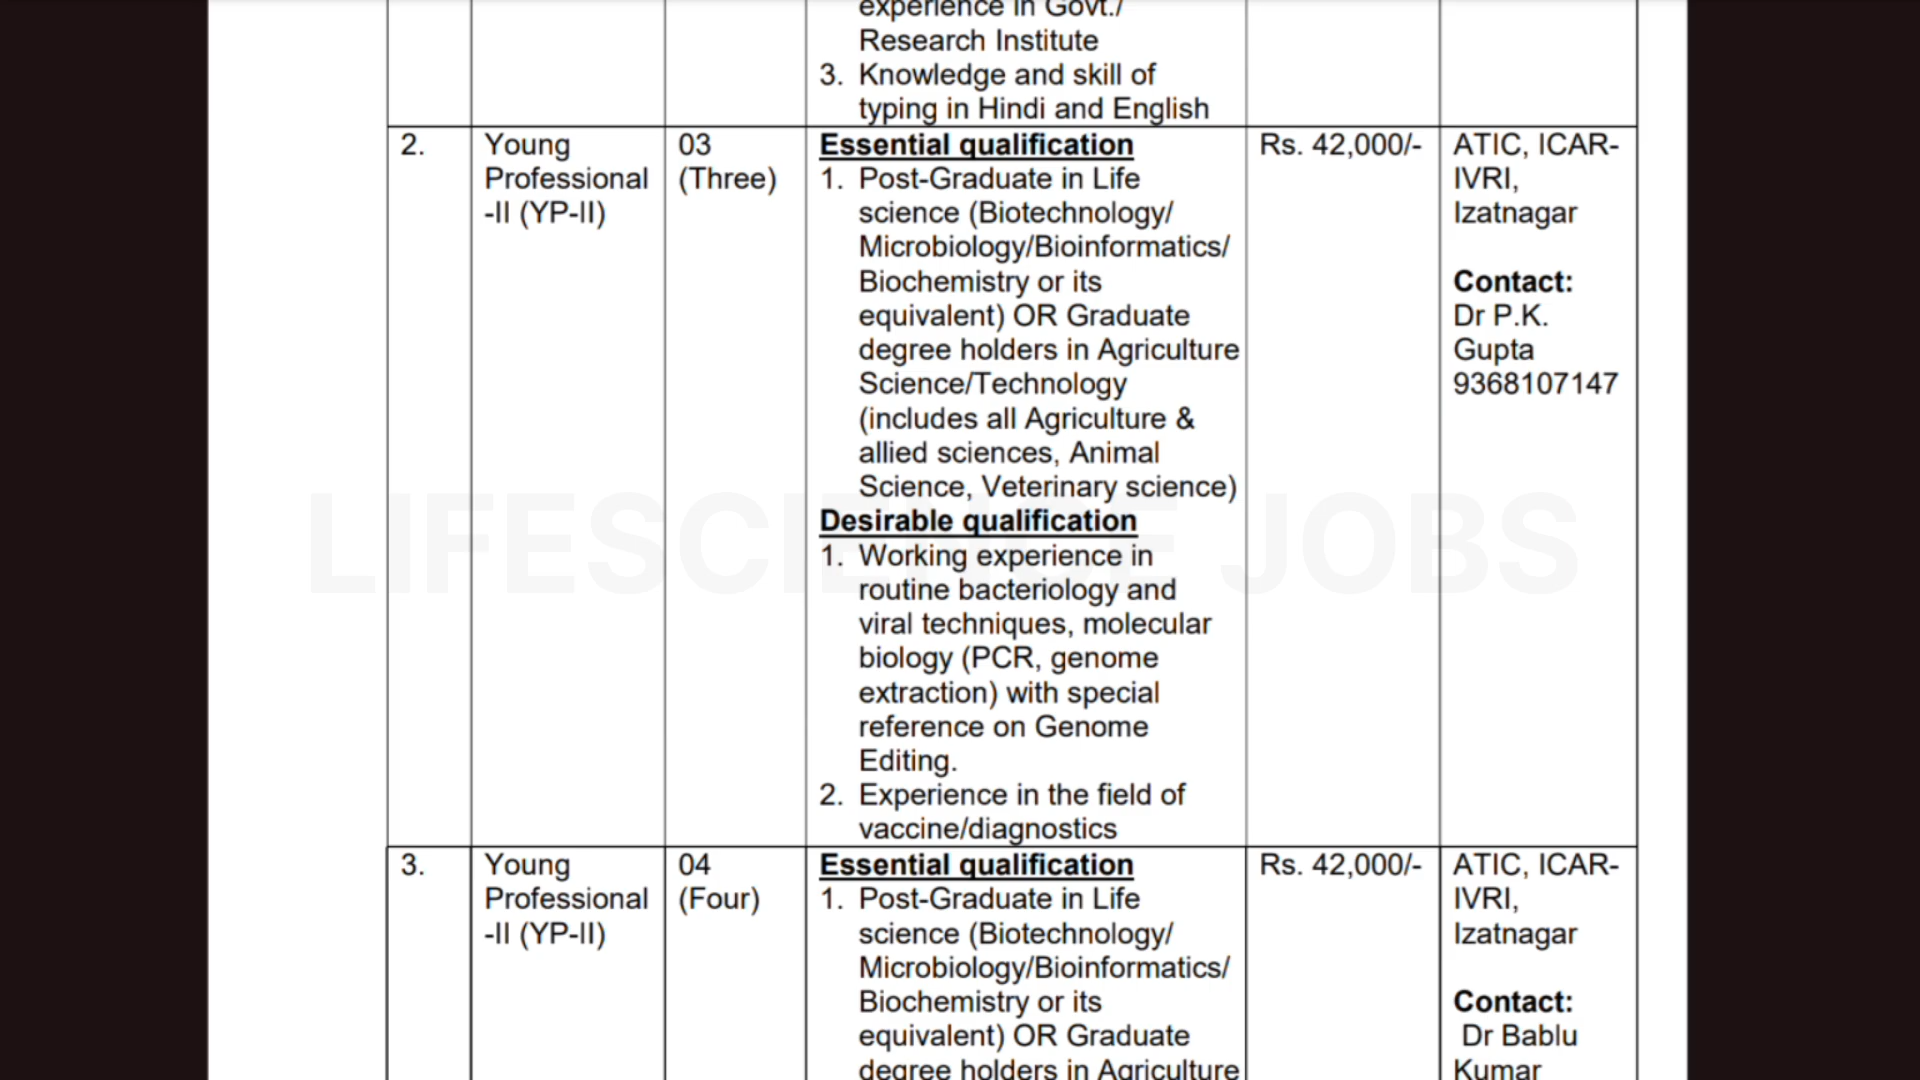 experience in Govt./
Research Institute
3. Knowledge and skill of
typing in Hindi and English
2.
Young
Professional
-II (YP-II)
03
(Three)
Essential qualification
1. Post-Graduate in Life
science (Biotechnology/
Microbiology/Bioinformatics/
Biochemistry or its
equivalent) OR Graduate
degree holders in Agriculture
Science/Technology
(includes all Agriculture &
allied sciences, Animal
Science, Veterinary science)
Desirable qualification
1. Working experience in
routine bacteriology and
viral techniques, molecular
biology (PCR, genome
extraction) with special
reference on Genome
Editing.
2. Experience in the field of
vaccine/diagnostics
Rs. 42,000/-
ATIC, ICAR-
IVRI,
Izatnagar
Contact:
Dr P.K.
Gupta
9368107147
3.
Young
Professional
-II (YP-II)
04
(Four)
Essential qualification
1. Post-Graduate in Life
science (Biotechnology/
Microbiology/Bioinformatics/
Biochemistry or its
equivalent) OR Graduate
degree holders in Agriculture
Rs. 42,000/-
ATIC, ICAR-
IVRI,
Izatnagar
Contact:
Dr Bablu
Kumar
LIFESCIENCE JOBS